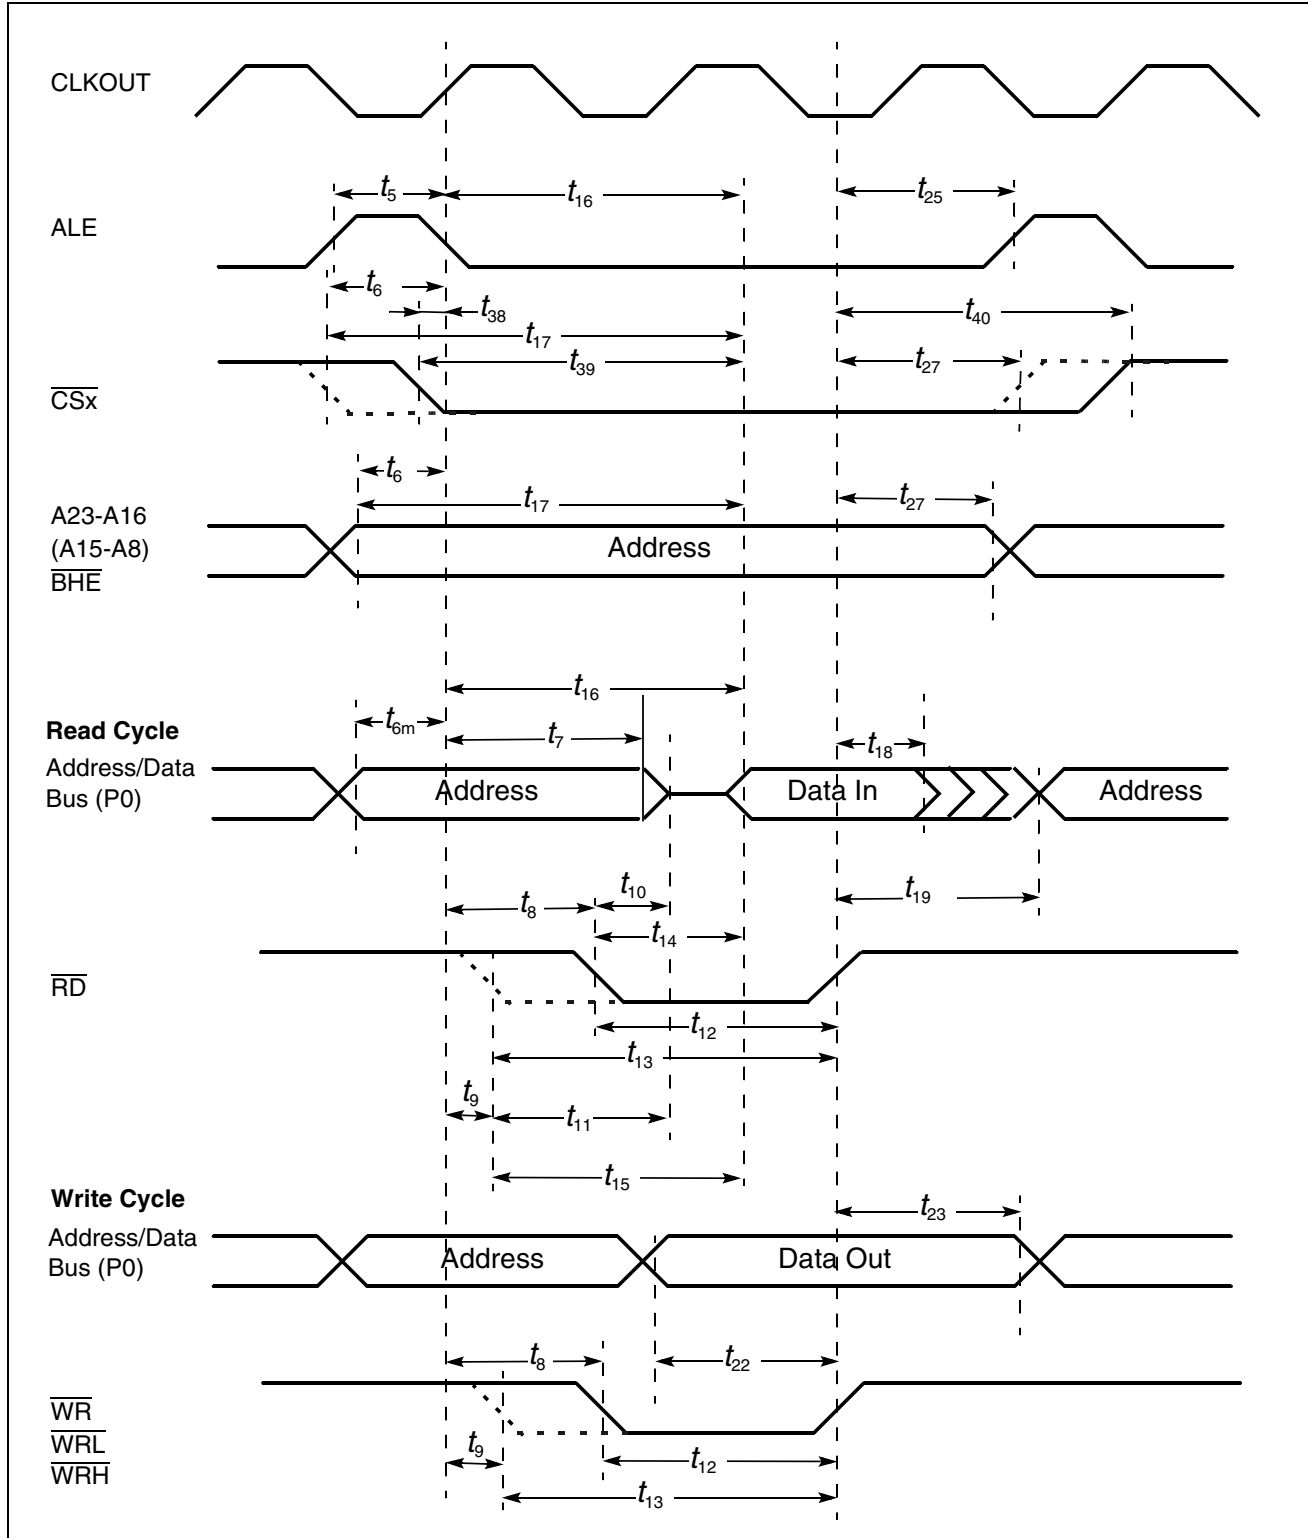 CLKOUT
t5
t16
t25
ALE
t6
t38
t40
t17
t39
t27
CSx
t6
t17
t27
A23-A16
(A15-A8)
BHE
Address
t16
t6m
t7
t18
Read Cycle
Address/Data
Bus (P0)
Address
Data In
Address
t10
t8
t19
t14
RD
t12
t13
t9
t11
t15
Write Cycle
t23
Address/Data
Bus (P0)
Address
Data Out
t8
t22
WR
WRL
WRH
t9
t12
t13